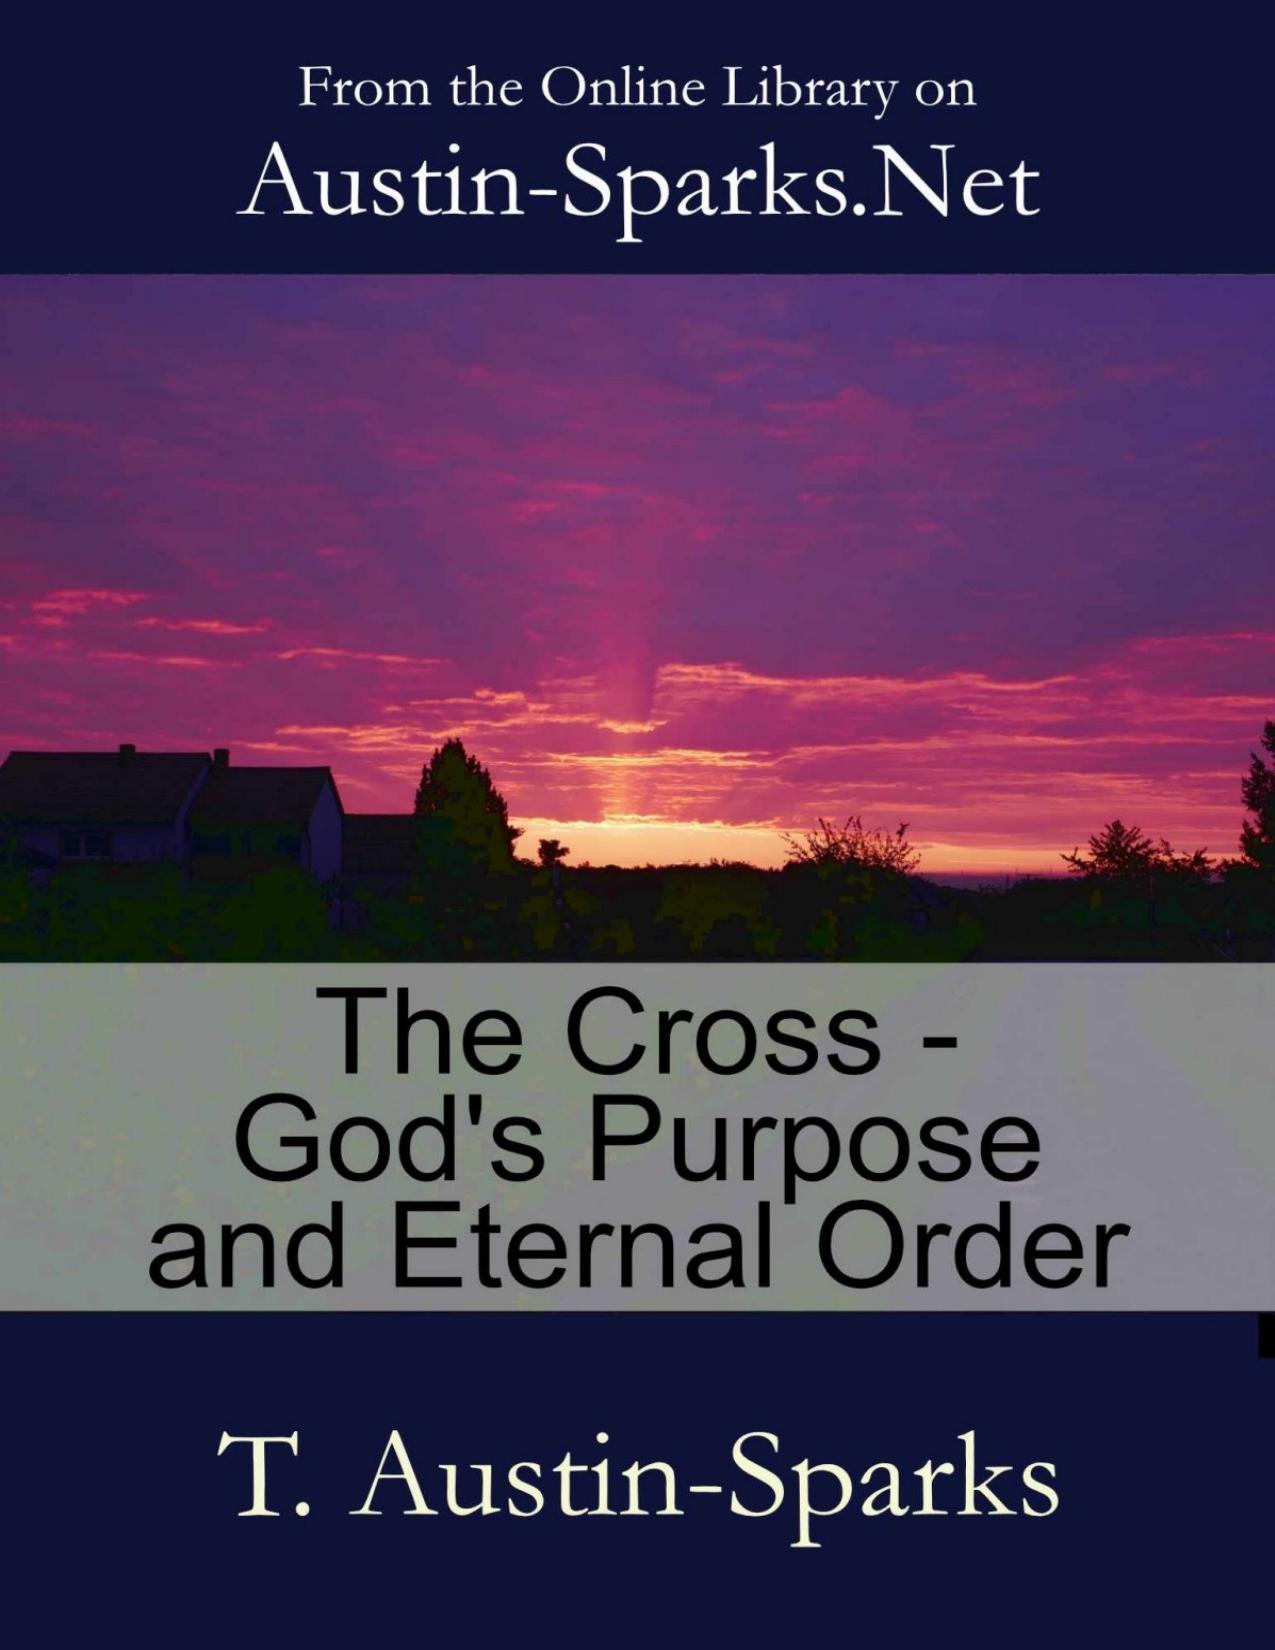 From the Online Library on
Austin-Sparks.Net
The Cross -
God's Purpose
and Eternal Order
T. Austin-Sparks